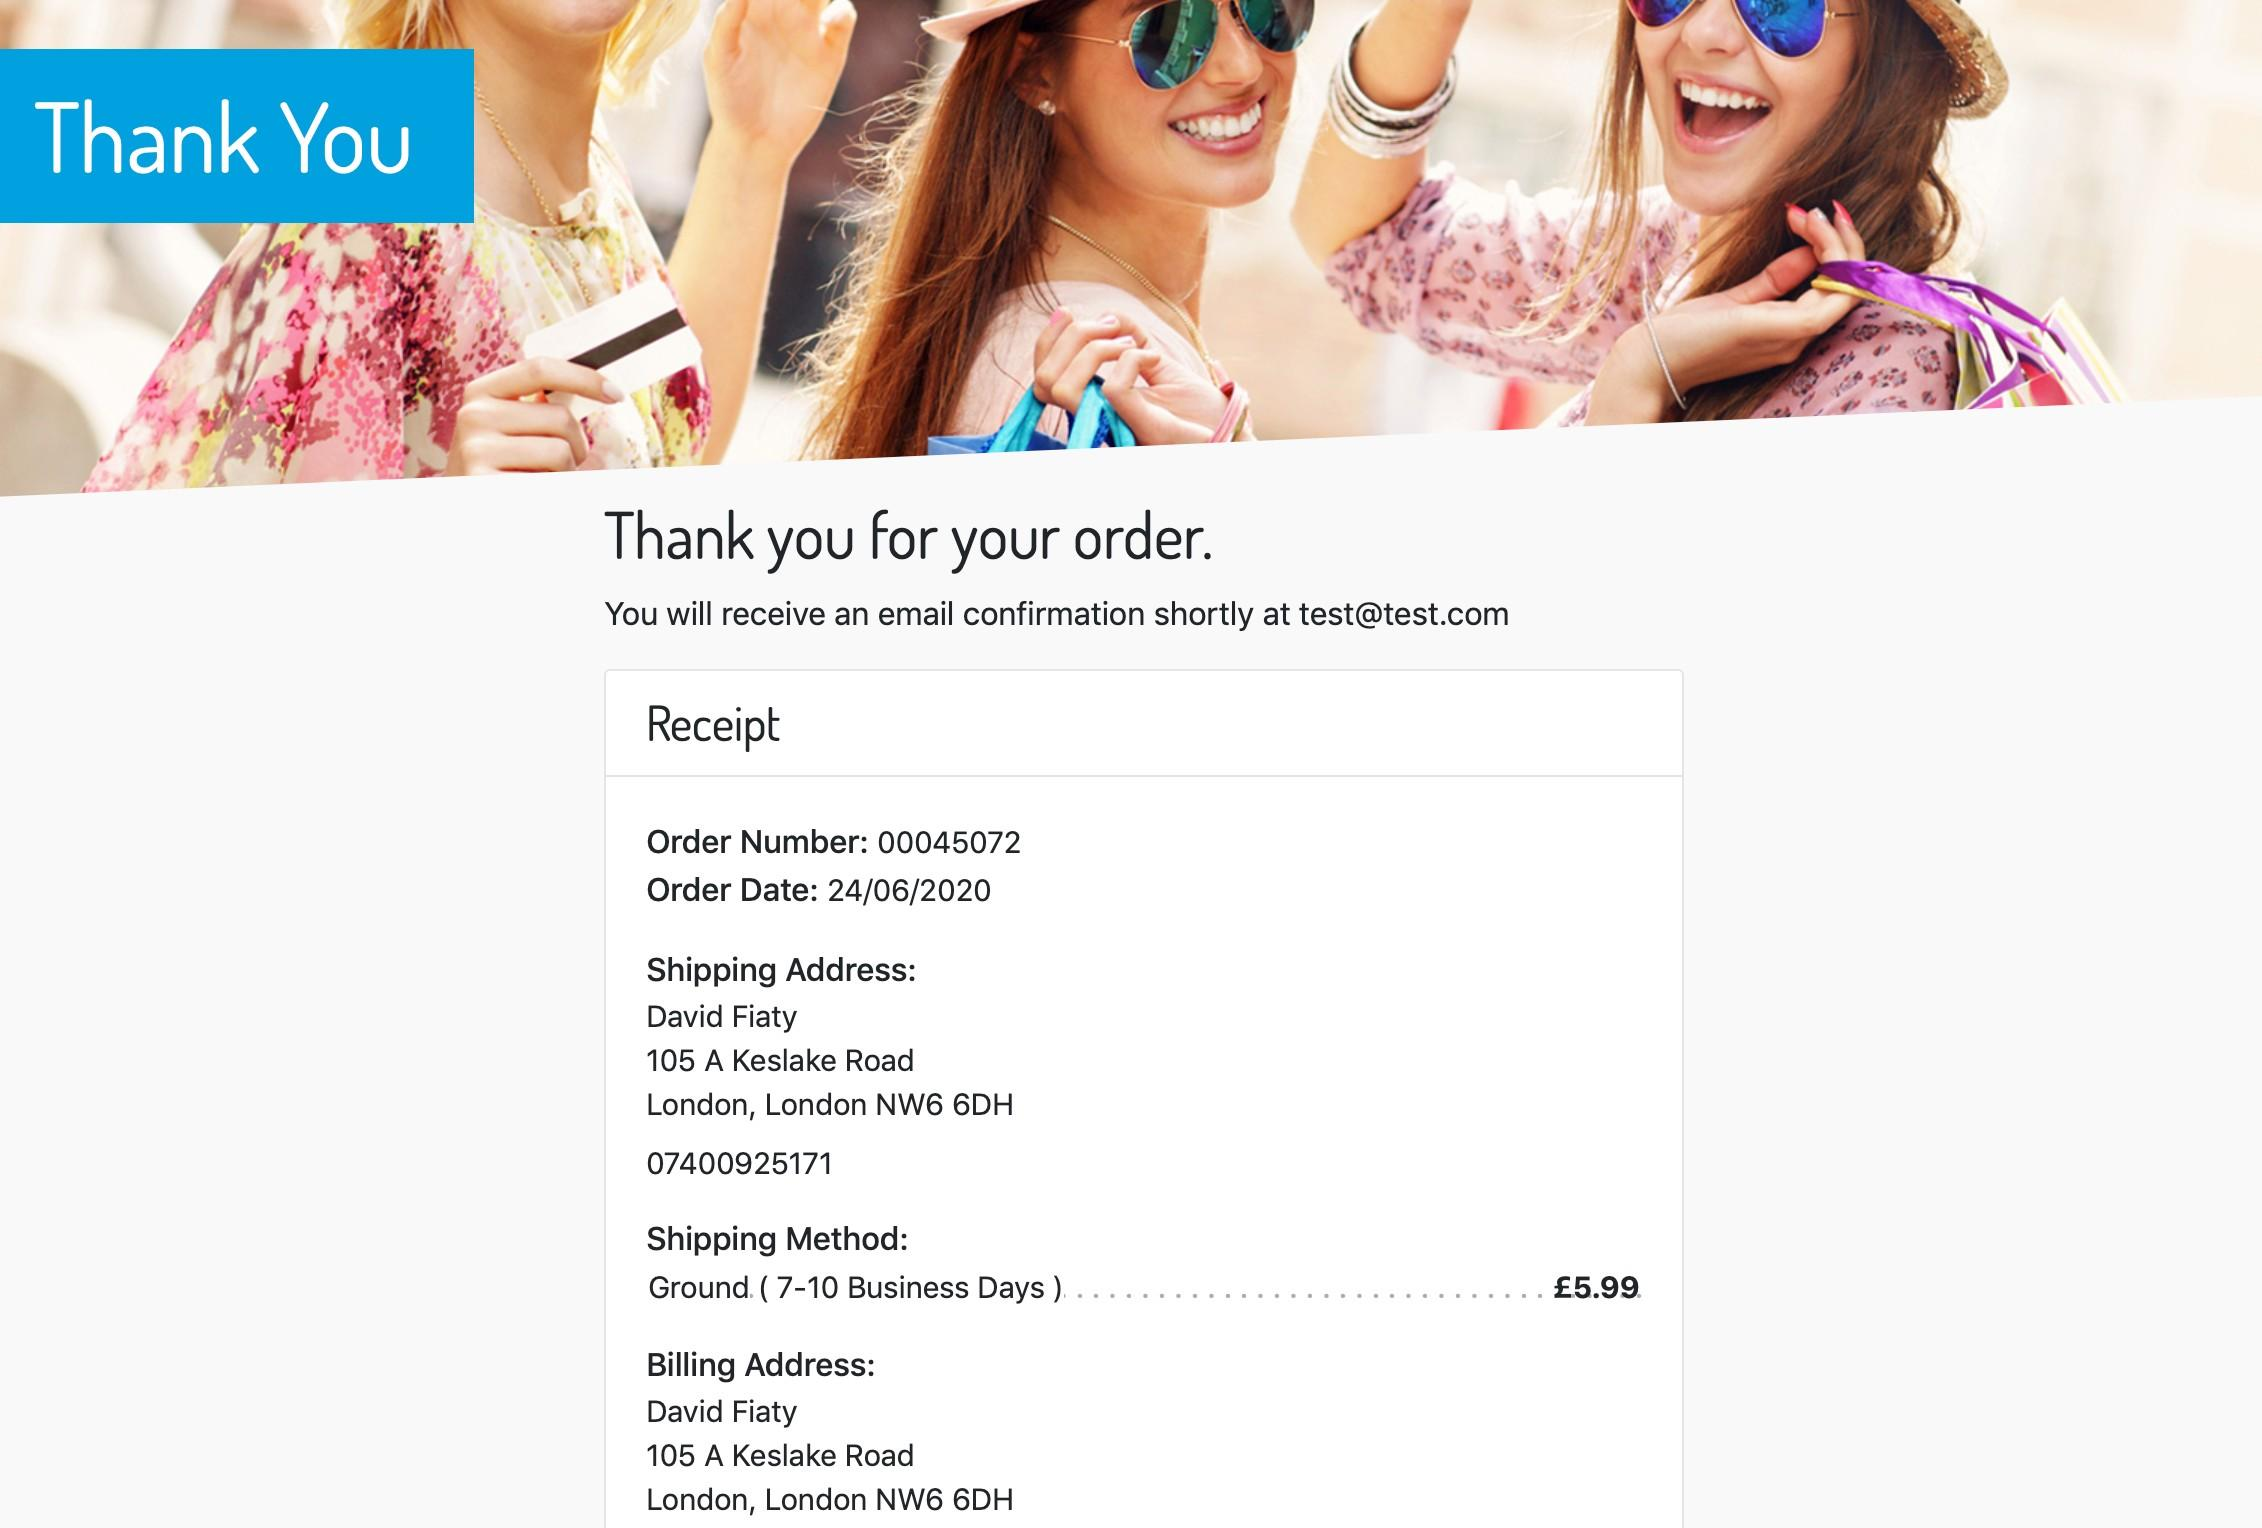 Thank You
Thank you for your order.
You will receive an email confirmation shortly at test@test.com
Receipt
Order Number: 00045072
Order Date: 24/06/2020
Shipping Address:
David Fiaty
105 A Keslake Road
London, London NW6 6DH
07400925171
Shipping Method:
Ground ( 7-10 Business Days ) £5.99
Billing Address:
David Fiaty
105 A Keslake Road
London, London NW6 6DH